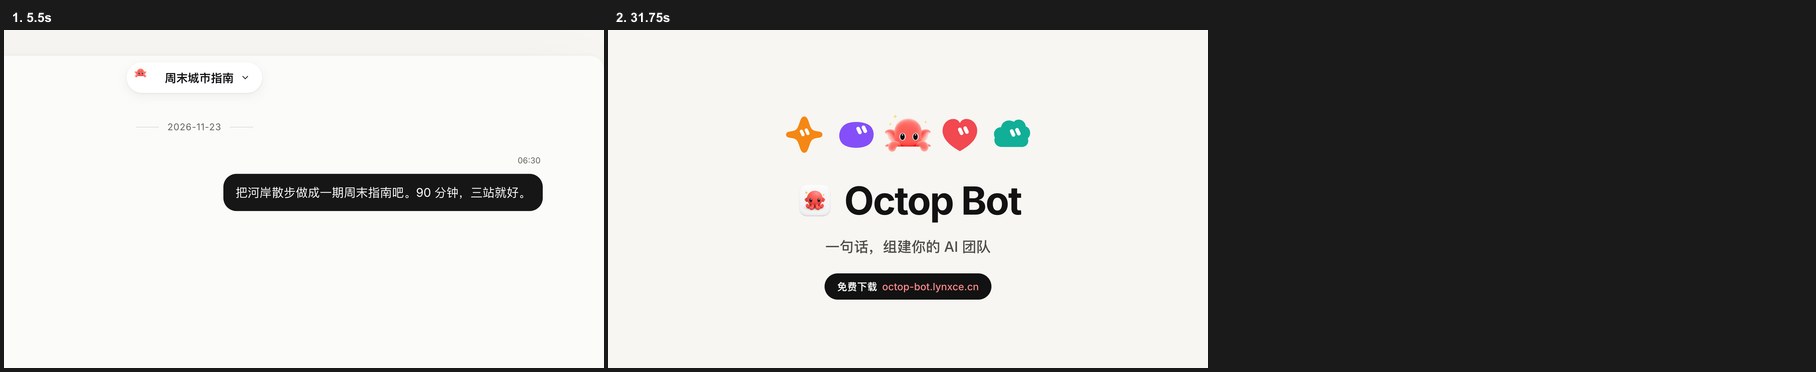 1. 5.5s
周末城市指南
2026-11-23
06:30
把河岸散步做成一期周末指南吧。90 分钟，三站就好。
2. 31.75s
Octop Bot
一句话，组建你的 AI 团队
免费下载 octop-bot.lynxce.cn